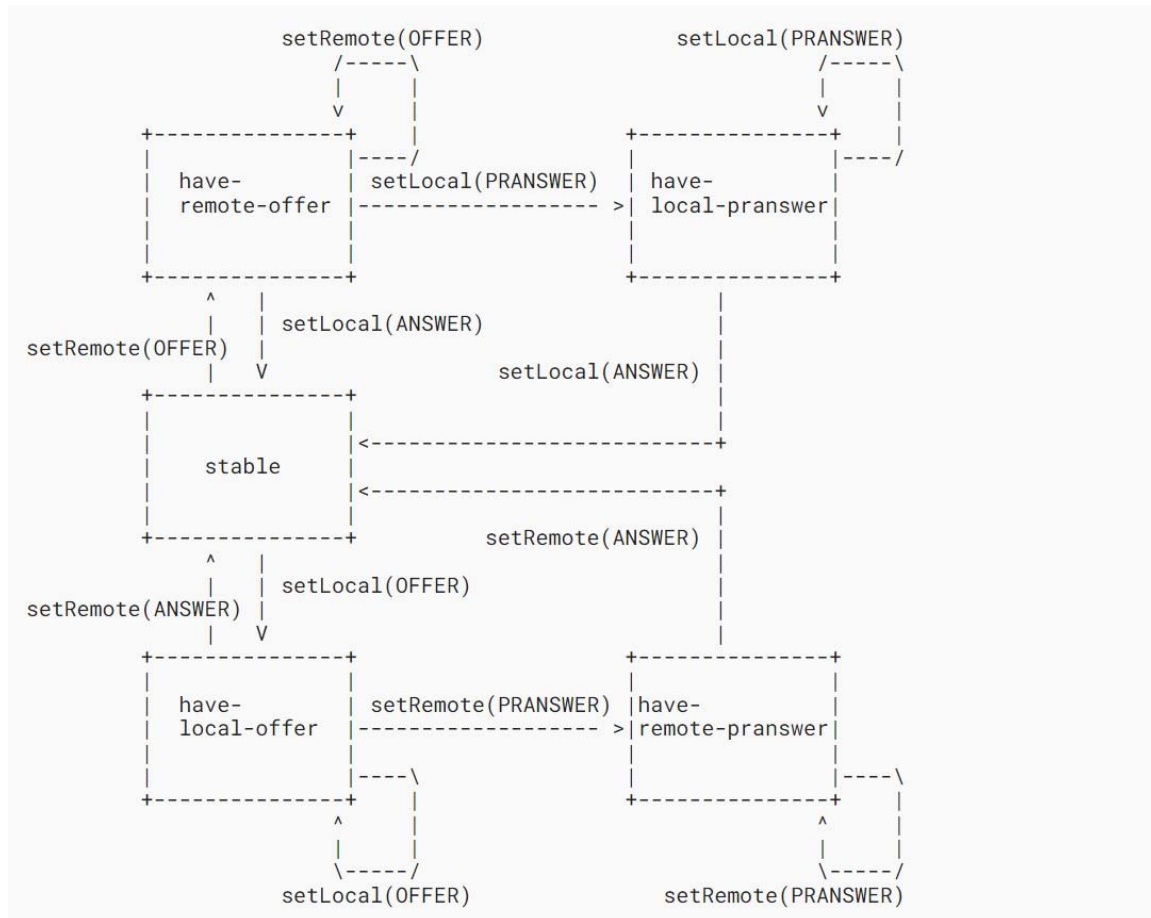 setRemote(OFFER) setLocal(PRANSWER)
/-----\ /-----\
| | | |
v | v |
+---------------+ | +---------------+ |
| |----/ | |----/
| have- | setLocal(PRANSWER) | have- |
| remote-offer |------------------- >| local-pranswer|
| | | |
| | | |
+---------------+ +---------------+
^ | |
| | setLocal(ANSWER) |
setRemote(OFFER) | |
| V setLocal(ANSWER) |
+---------------+ |
| | |
| |<---------------------------+
| stable |
| |<---------------------------+
| | |
+---------------+ setRemote(ANSWER) |
^ | |
| | setLocal(OFFER) |
setRemote(ANSWER) | |
| V |
+---------------+ +---------------+
| | | |
| have- | setRemote(PRANSWER) |have- |
| local-offer |------------------- >|remote-pranswer|
| | | |
| |----\ | |----\
+---------------+ | +---------------+ |
^ | ^ |
| | | |
\-----/ \-----/
setLocal(OFFER) setRemote(PRANSWER)